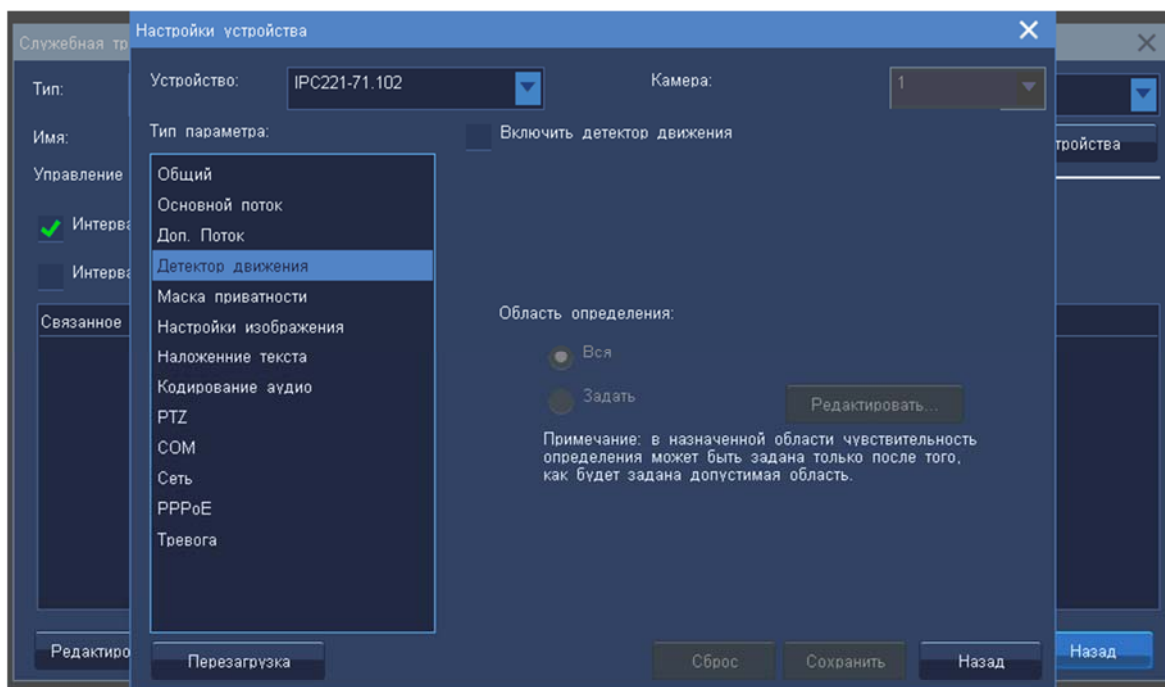 Служебная тр
Настройки устройства
Тип:
Устройство:
IPC221-71.102
Камера:
1
Имя:
Тип параметра:
Включить детектор движения
тройства
Управление
Общий
Основной поток
Интерва
Доп. Поток
Интерва
Детектор движения
Маска приватности
Связанное
Настройки изображения
Наложенние текста
Кодирование аудио
PTZ
COM
Сеть
PPPoE
Тревога
Область определения:
Вся
Задать
Редактировать...
Примечание: в назначенной области чувствительность
определения может быть задана только после того,
как будет задана допустимая область.
Редактиро
Перезагрузка
Сброс
Сохранить
Назад
Назад